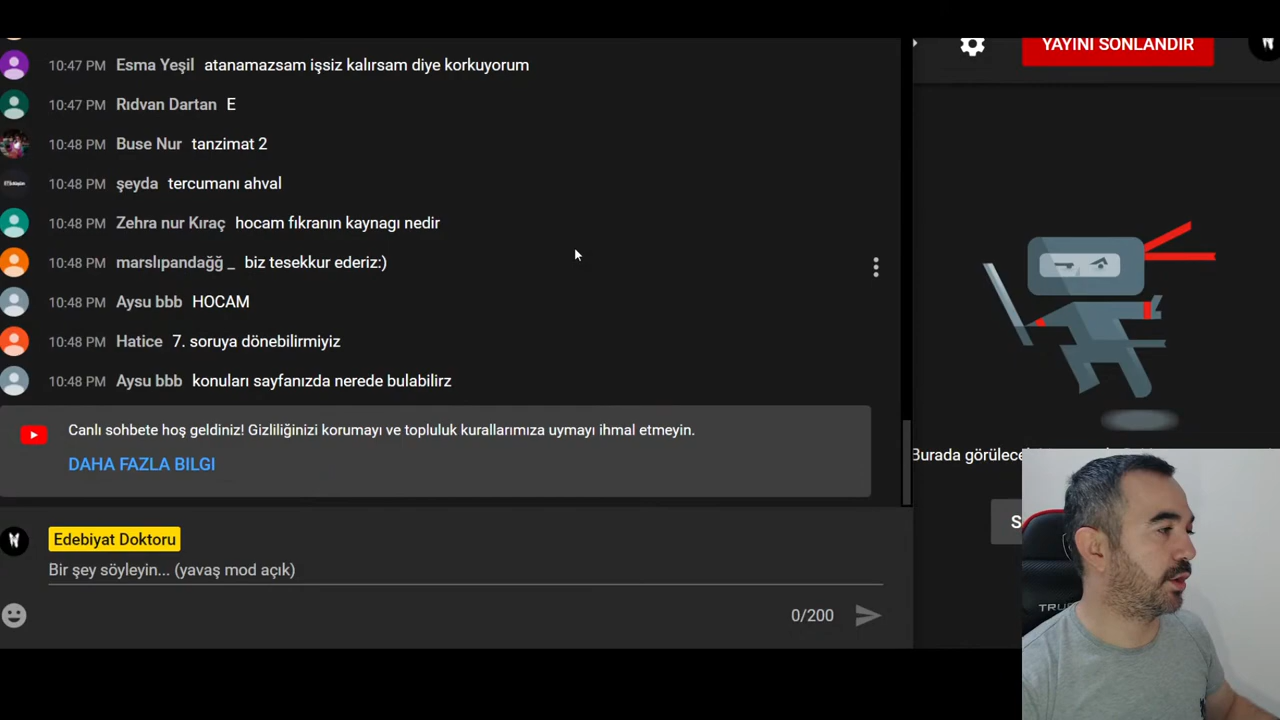 YAYINI SONLANDIR
10:47 PM Esma Yeşil atanamazsam işsiz kalırsam diye korkuyorum
10:47 PM Rıdvan Dartan E
10:48 PM Buse Nur tanzimat 2
10:48 PM şeyda tercumanı ahval
10:48 PM Zehra nur Kıraç hocam fıkranın kaynagı nedir
10:48 PM marslıpandağğ _ biz tesekkur ederiz:)
10:48 PM Aysu bbb HOCAM
10:48 PM Hatice 7. soruya dönebilirmiyiz
10:48 PM Aysu bbb konuları sayfanızda nerede bulabilirz
Canlı sohbete hoş geldiniz! Gizliliğinizi korumayı ve topluluk kurallarımıza uymayı ihmal etmeyin.
DAHA FAZLA BILGI
Burada
S
Edebiyat Doktoru
Bir şey söyleyin... (yavaş mod açık)
0/200